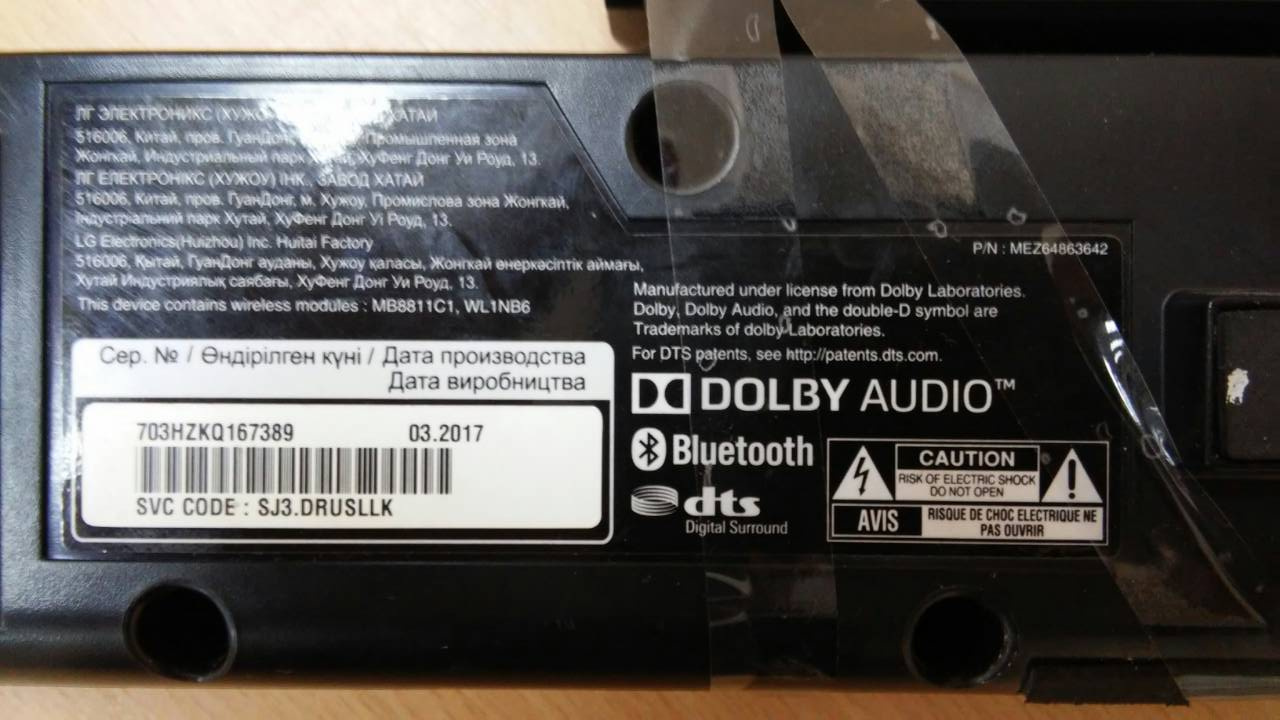 ЛГ ЭЛЕКТРОНИКС (ХУЖО ХАТАЙ
516006, Китай, пров. ГуанДонг, Промышленная зона
Жонгкай, Индустриальный парк Хутай, ХуФенг Донг Уи Роуд, 13.
ЛГ ЕЛЕКТРОНІКС (ХУЖОУ) ІНК., ЗАВОД ХАТАЙ
516006, Китай, пров. ГуанДонг, м. Хужоу, Промислова зона Жонгкай,
Індустріальний парк Хутай, ХуФенг Донг Уі Роуд, 13.
LG Electronics(Huizhou) Inc. Huitai Factory
516006, Қытай, ГуанДонг ауданы, Хужоу қаласы, Жонгкай өнеркәсіптік аймағы,
Хутай Индустриялық саябағы, ХуФенг Донг Уи Роуд, 13.
This device contains wireless modules : MB8811C1, WL1NB6
Сер. № / Өндірілген күні / Дата производства
Дата виробництва
703HZKQ167389 03.2017
SVC CODE : SJ3.DRUSLLK
P/N : MEZ64863642
Manufactured under license from Dolby Laboratories.
Dolby, Dolby Audio, and the double-D symbol are
Trademarks of dolby Laboratories.
For DTS patents, see http://patents.dts.com.
DOLBY AUDIO™
Bluetooth
dts
Digital Surround
CAUTION
RISK OF ELECTRIC SHOCK
DO NOT OPEN
AVIS
RISQUE DE CHOC ELECTRIQUE NE
PAS OUVRIR